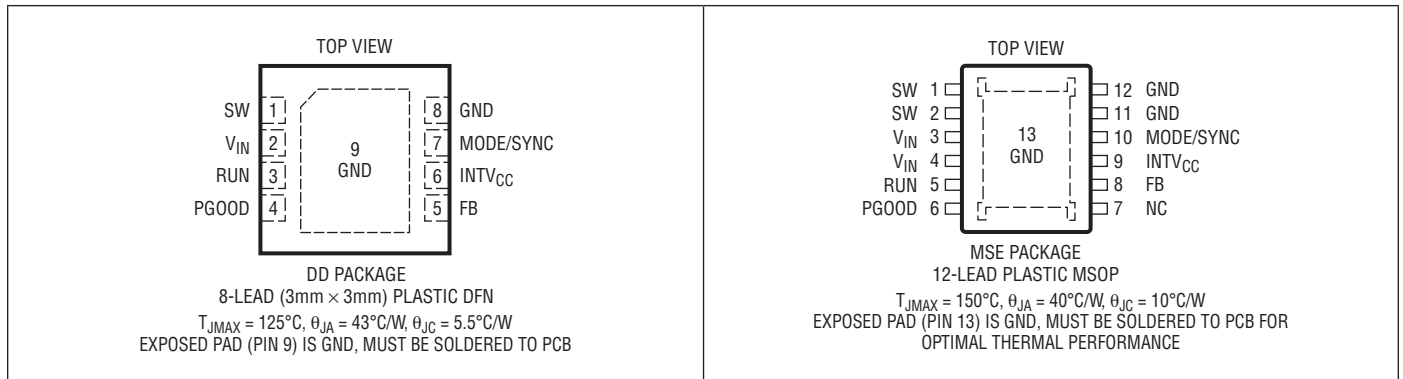 TOP VIEW
SW 1
V_IN 2
RUN 3
PGOOD 4
9
GND
8 GND
7 MODE/SYNC
6 INTV_CC
5 FB
DD PACKAGE
8-LEAD (3mm × 3mm) PLASTIC DFN
T_JMAX = 125°C, θ_JA = 43°C/W, θ_JC = 5.5°C/W
EXPOSED PAD (PIN 9) IS GND, MUST BE SOLDERED TO PCB
TOP VIEW
SW 1
SW 2
V_IN 3
V_IN 4
RUN 5
PGOOD 6
13
GND
12 GND
11 GND
10 MODE/SYNC
9 INTV_CC
8 FB
7 NC
MSE PACKAGE
12-LEAD PLASTIC MSOP
T_JMAX = 150°C, θ_JA = 40°C/W, θ_JC = 10°C/W
EXPOSED PAD (PIN 13) IS GND, MUST BE SOLDERED TO PCB FOR
OPTIMAL THERMAL PERFORMANCE